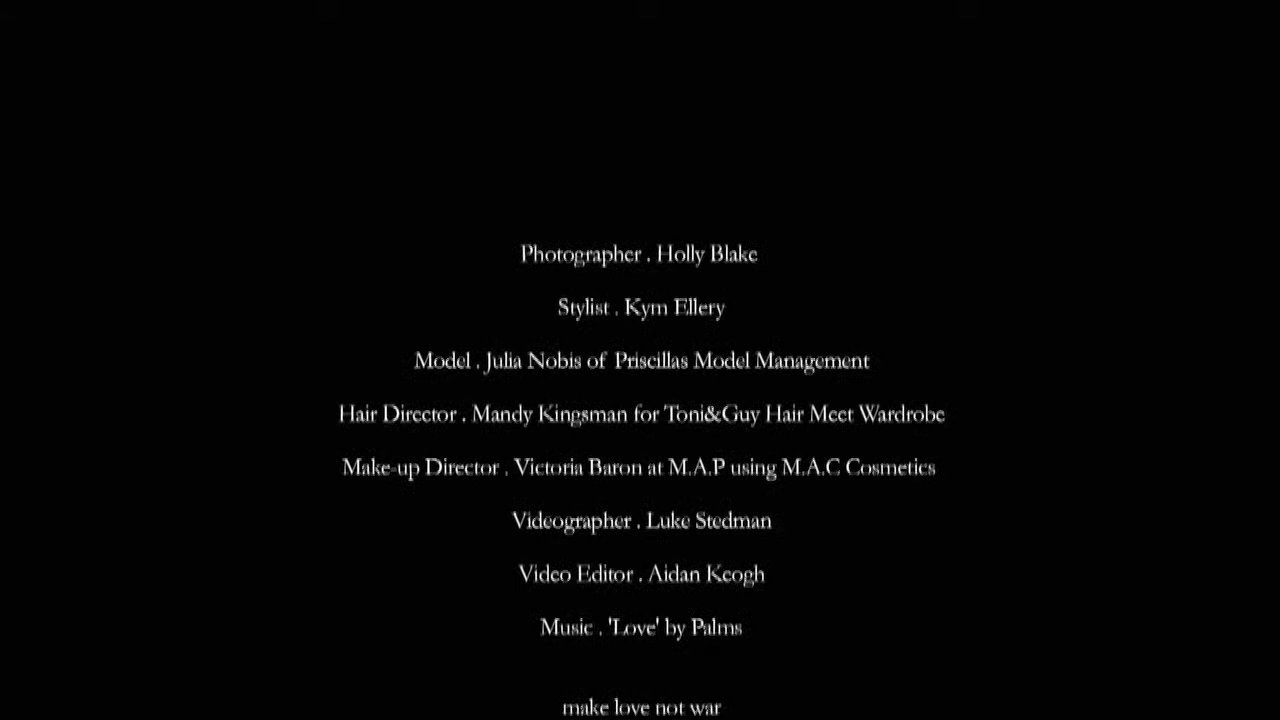 Photographer . Holly Blake
Stylist . Kym Ellery
Model . Julia Nobis of Priscillas Model Management
Hair Director . Mandy Kingsman for Toni&Guy Hair Meet Wardrobe
Make-up Director . Victoria Baron at M.A.P using M.A.C Cosmetics
Videographer . Luke Stedman
Video Editor . Aidan Keogh
Music . 'Love' by Palms
make love not war